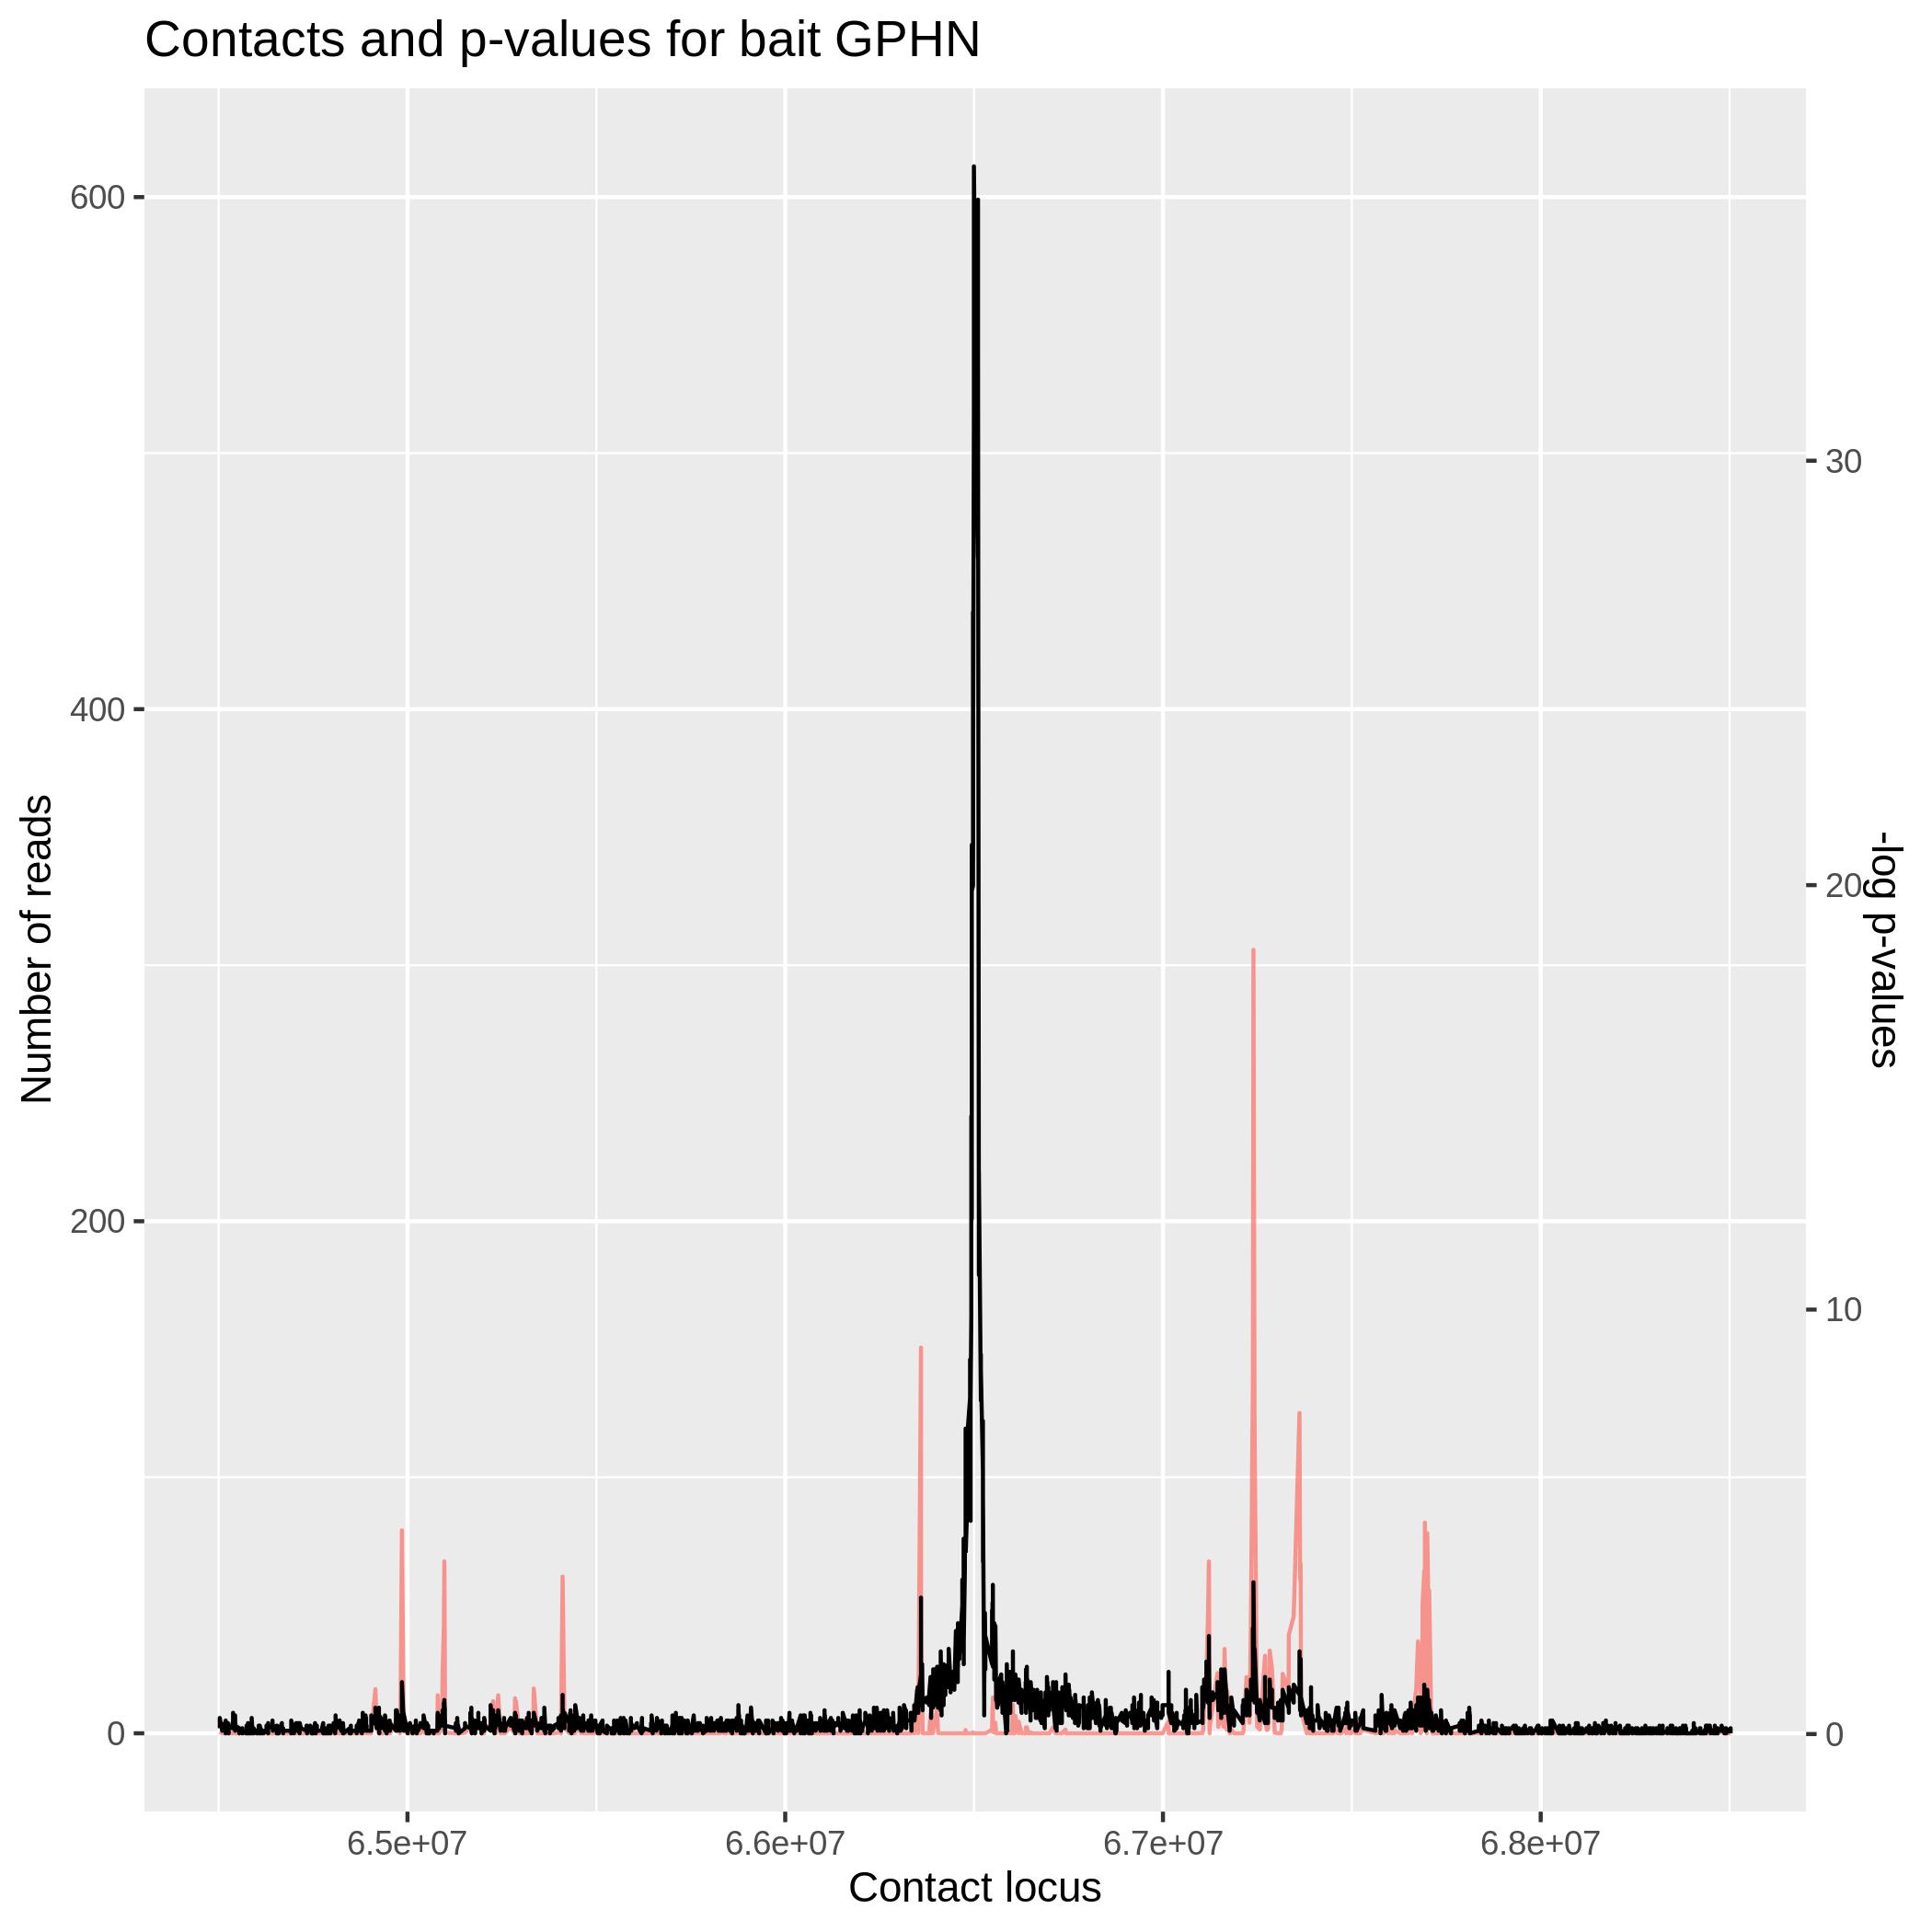 Contacts and p-values for bait GPHN
600
400
200
0
Number of reads
30
20
10
0
-log p-values
6.5e+07
6.6e+07
6.7e+07
6.8e+07
Contact locus